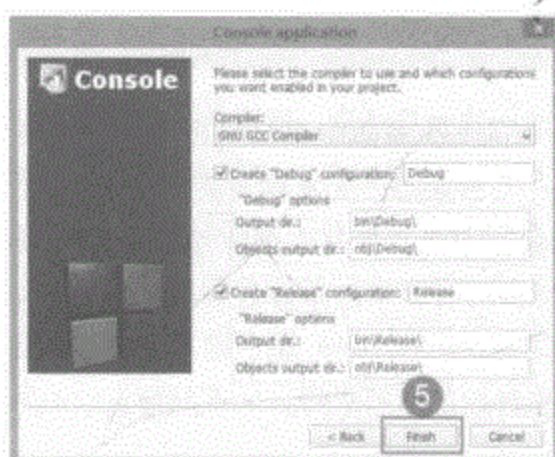 Console application
Console
Please select the compiler to use and which configurations
you want enabled in your project.
Compiler:
GNU GCC Compiler
Create "Debug" configuration: Debug
"Debug" options
Output dir.: bin\Debug\
Objects output dir.: obj\Debug\
Create "Release" configuration: Release
"Release" options
Output dir.: bin\Release\
Objects output dir.: obj\Release\
5
< Back Finish Cancel